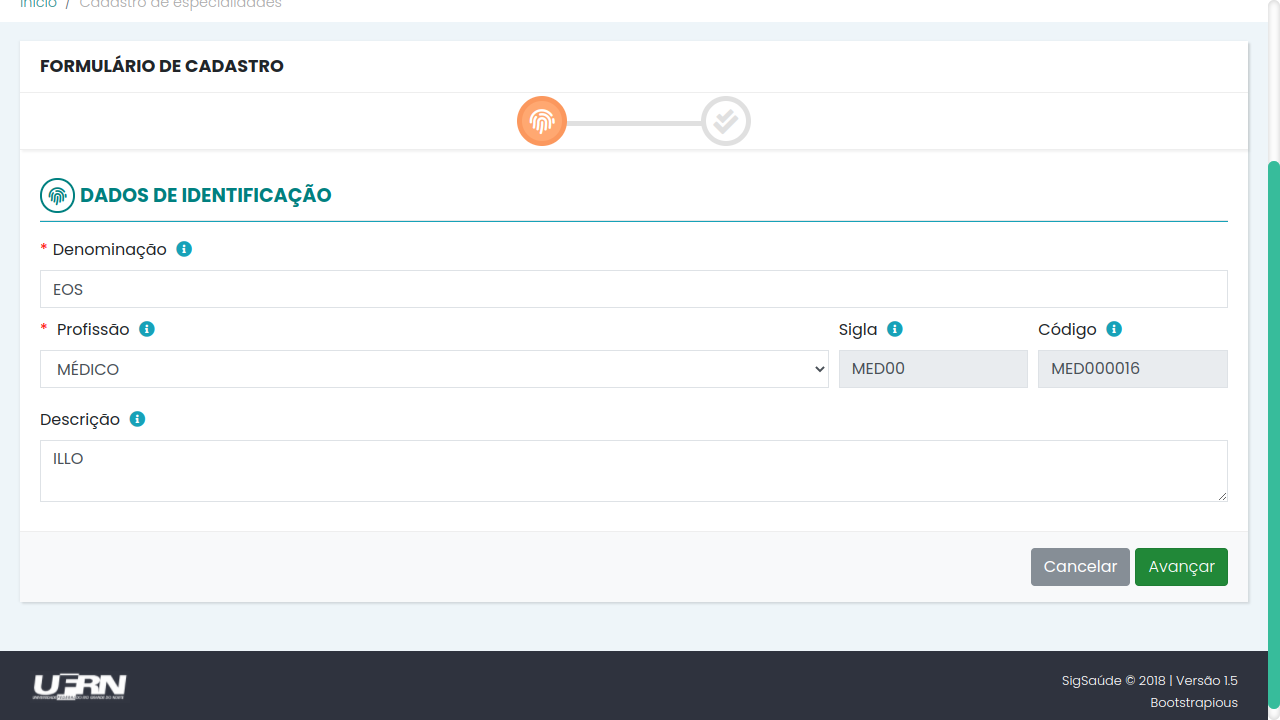 Início / Cadastro de especialidades
FORMULÁRIO DE CADASTRO
DADOS DE IDENTIFICAÇÃO
* Denominação
EOS
* Profissão
Sigla
Código
MÉDICO
MED00
MED000016
Descrição
ILLO
Cancelar
Avançar
UFRN
SigSaúde © 2018 | Versão 1.5
Bootstrapious